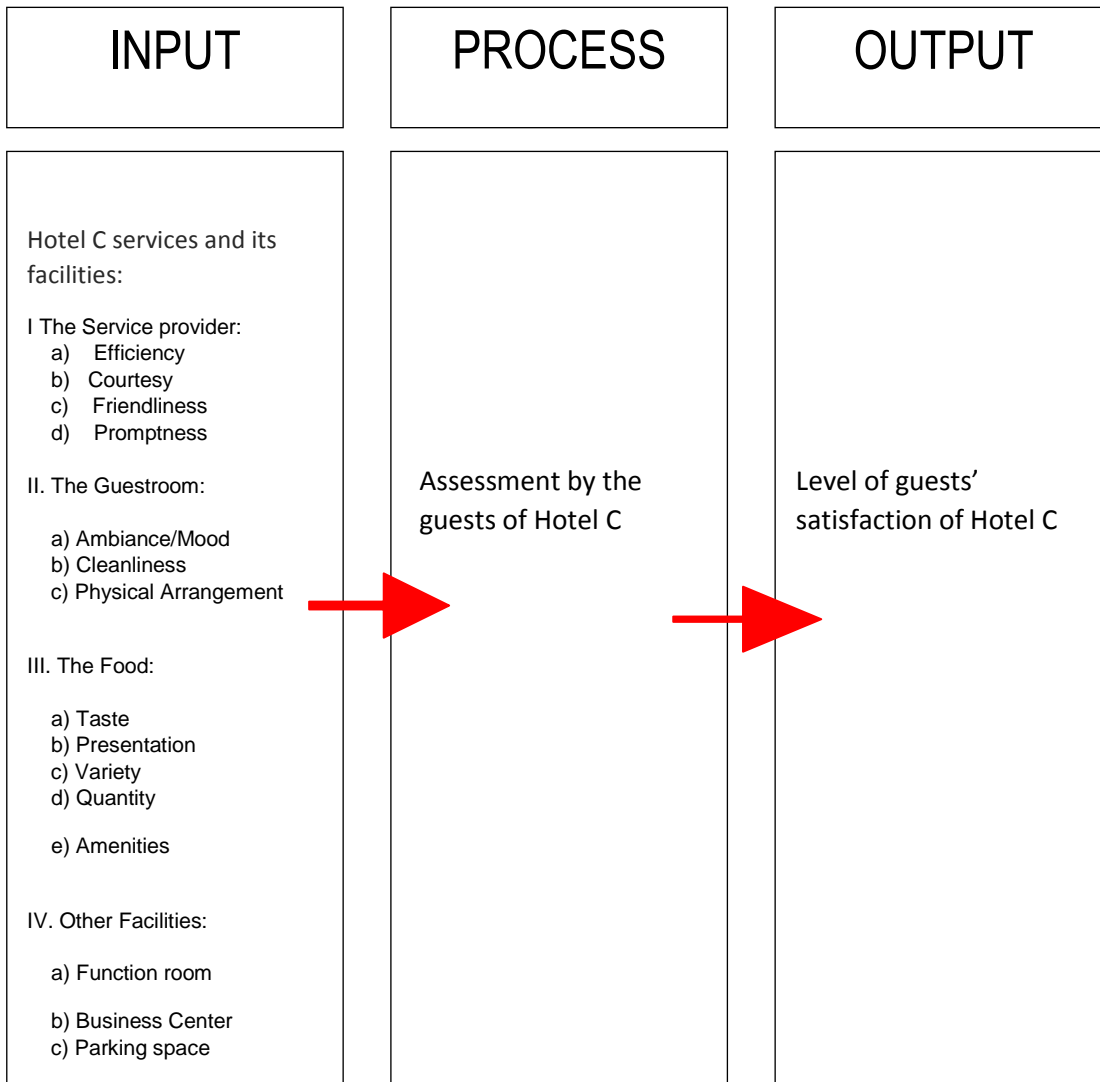 INPUT
PROCESS
OUTPUT
Hotel C services and its
facilities:
I The Service provider:
a) Efficiency
b) Courtesy
c) Friendliness
d) Promptness
II. The Guestroom:
a) Ambiance/Mood
b) Cleanliness
c) Physical Arrangement
III. The Food:
a) Taste
b) Presentation
c) Variety
d) Quantity
e) Amenities
IV. Other Facilities:
a) Function room
b) Business Center
c) Parking space
Assessment by the
guests of Hotel C
Level of guests’
satisfaction of Hotel C